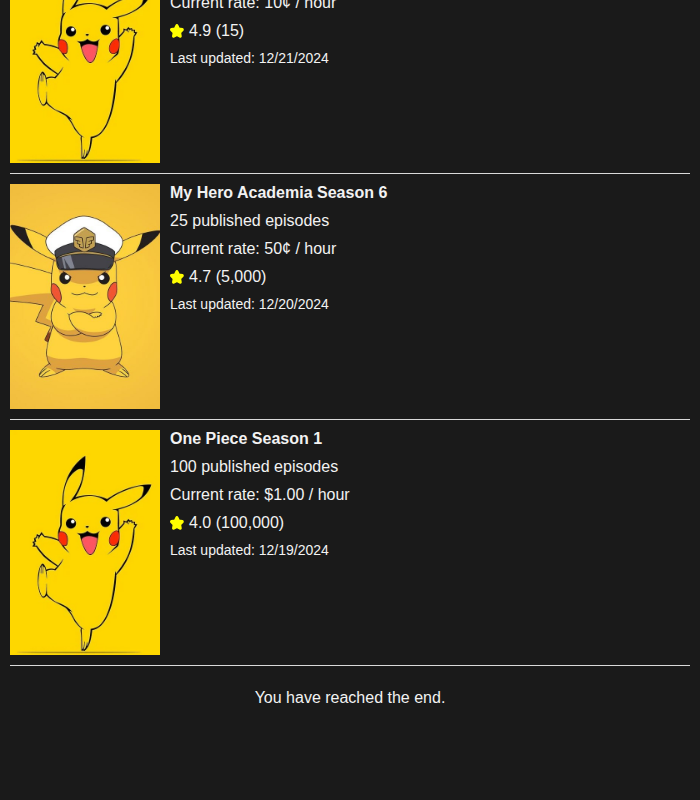 Current rate: 10¢ / hour
4.9 (15)
Last updated: 12/21/2024
My Hero Academia Season 6
25 published episodes
Current rate: 50¢ / hour
4.7 (5,000)
Last updated: 12/20/2024
One Piece Season 1
100 published episodes
Current rate: $1.00 / hour
4.0 (100,000)
Last updated: 12/19/2024
You have reached the end.